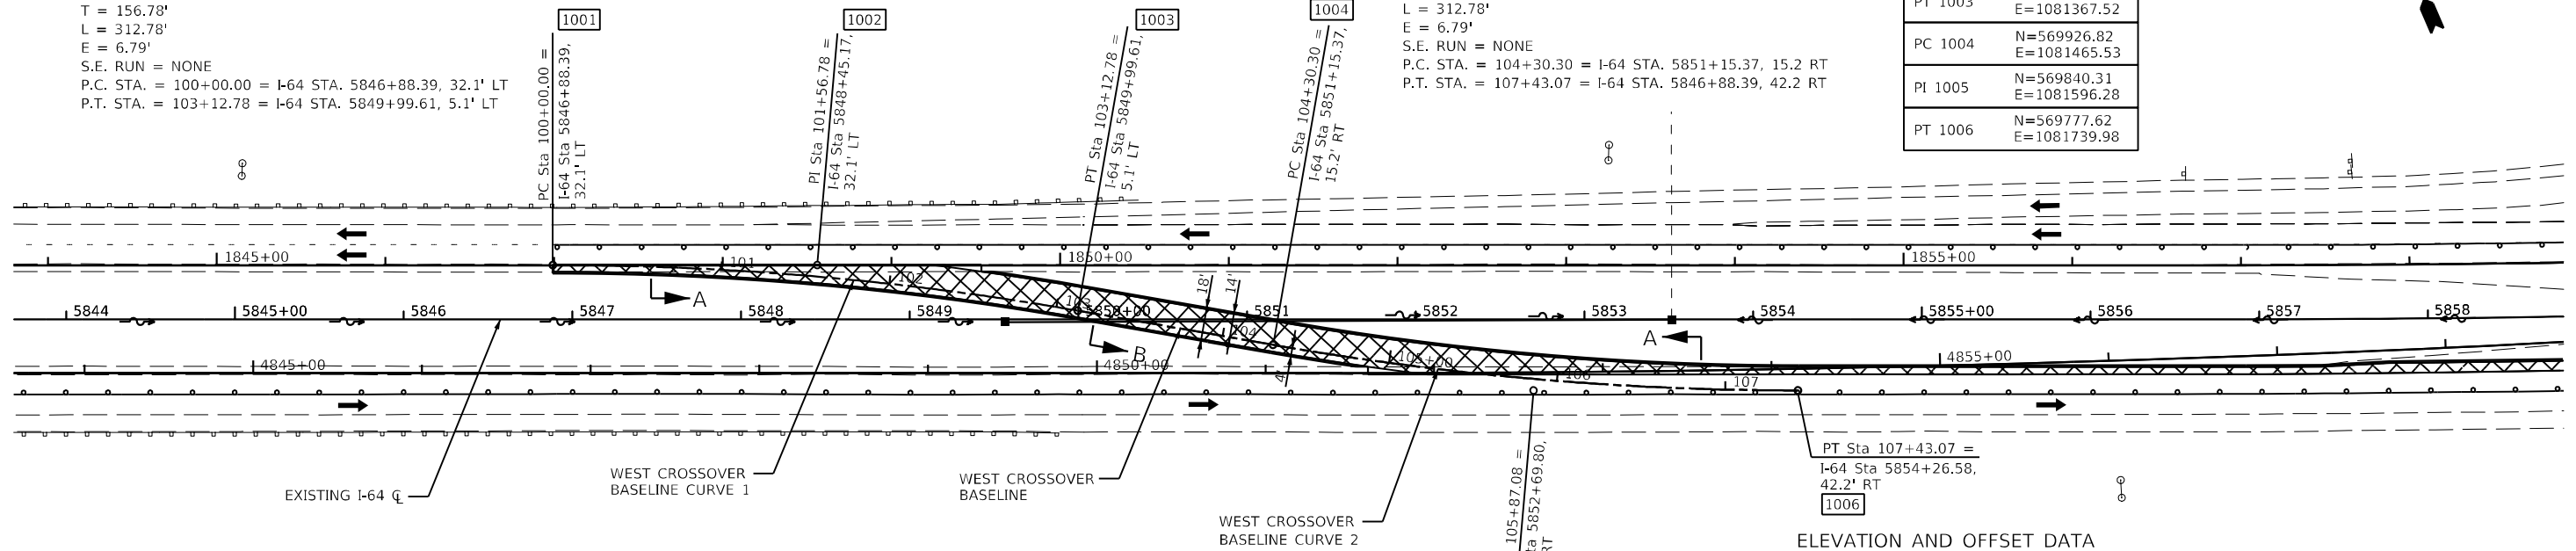 T = 156.78'
L = 312.78'
E = 6.79'
S.E. RUN = NONE
P.C. STA. = 100+00.00 = I-64 STA. 5846+88.39, 32.1' LT
P.T. STA. = 103+12.78 = I-64 STA. 5849+99.61, 5.1' LT
1001
PC Sta 100+00.00 =
I-64 Sta 5846+88.39,
32.1' LT
1002
PI Sta 101+56.78 =
I-64 Sta 5848+45.17,
32.1' LT
1003
PT Sta 103+12.78 =
I-64 Sta 5849+99.61,
5.1' LT
1004
PC Sta 104+30.30 =
I-64 Sta 5851+15.37,
15.2' RT
L = 312.78'
E = 6.79'
S.E. RUN = NONE
P.C. STA. = 104+30.30 = I-64 STA. 5851+15.37, 15.2 RT
P.T. STA. = 107+43.07 = I-64 STA. 5846+88.39, 42.2 RT
PT 1003
E=1081367.52
PC 1004
N=569926.82
E=1081465.53
PI 1005
N=569840.31
E=1081596.28
PT 1006
N=569777.62
E=1081739.98
1845+00
1850+00
1855+00
101
102
103
104
105+00
106
107
18'
14'
4'
A
B
A
5844
5845+00
5846
5847
5848
5849
5850+00
5851
5852
5853
5854
5855+00
5856
5857
5858
4845+00
4850+00
4855+00
EXISTING I-64 ℄
WEST CROSSOVER
BASELINE CURVE 1
WEST CROSSOVER
BASELINE
WEST CROSSOVER
BASELINE CURVE 2
105+87.08 =
5852+69.80,
RT
PT Sta 107+43.07 =
I-64 Sta 5854+26.58,
42.2' RT
1006
ELEVATION AND OFFSET DATA